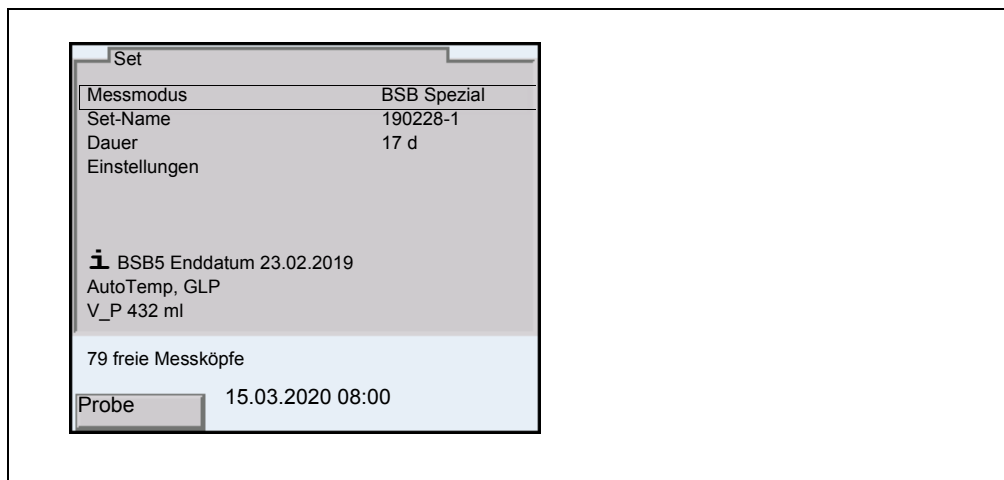 Set
Messmodus BSB Spezial
Set-Name 190228-1
Dauer 17 d
Einstellungen
i BSB5 Enddatum 23.02.2019
AutoTemp, GLP
V_P 432 ml
79 freie Messköpfe
15.03.2020 08:00
Probe